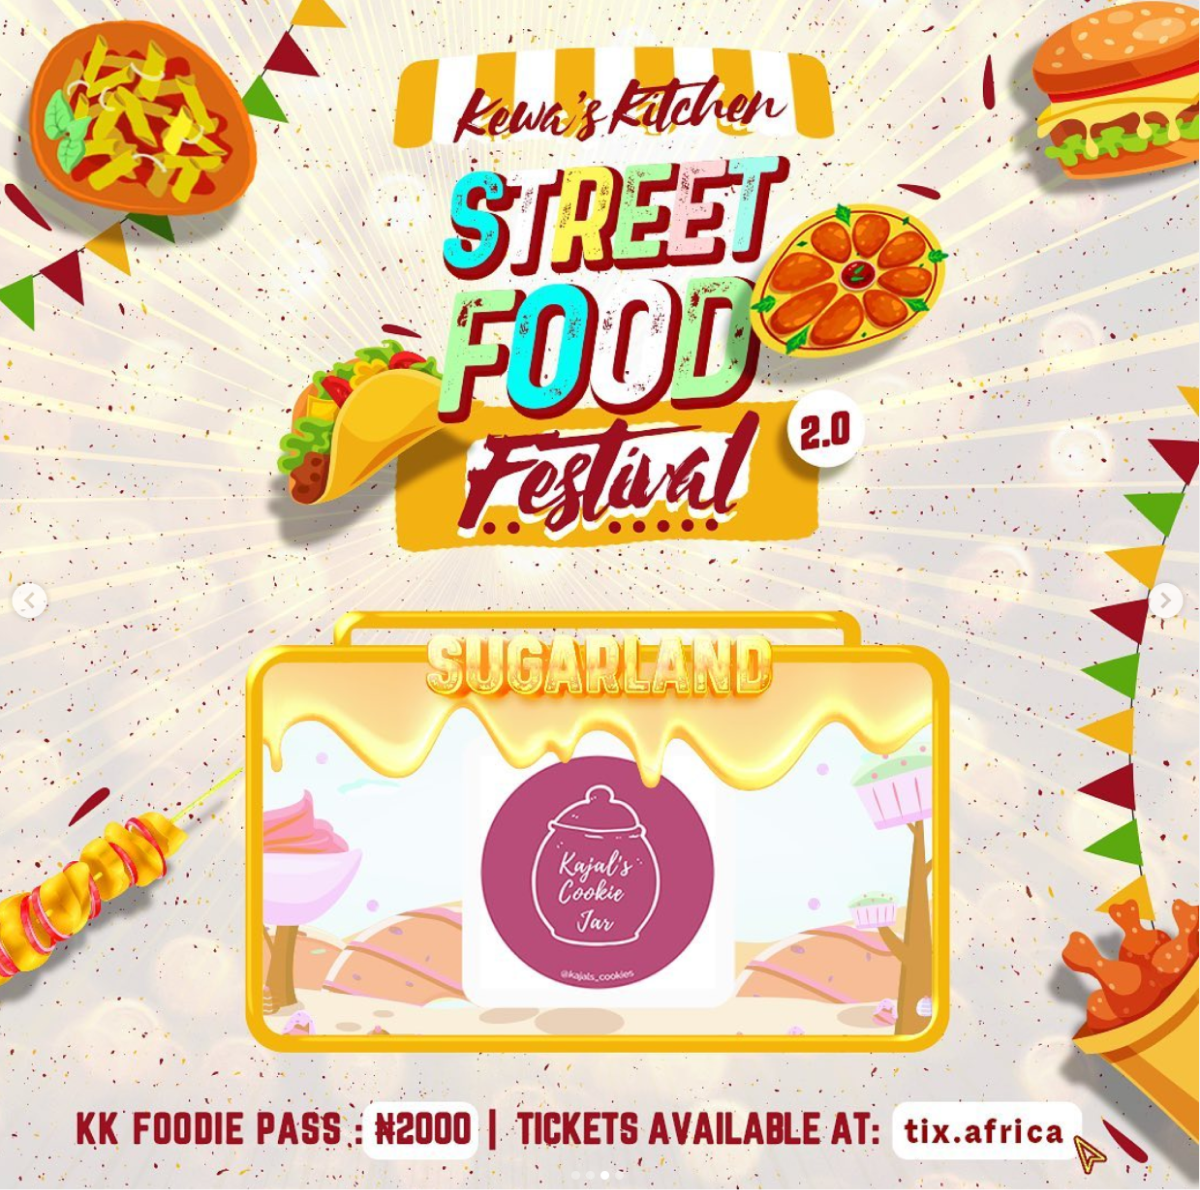 Kewa's Kitchen
STREET
FOOD
Festival
2.0
SUGARLAND
Kajal's
Cookie
Jar
@kajals_cookies
KK FOODIE PASS : ₦2000 | TICKETS AVAILABLE AT: tix.africa